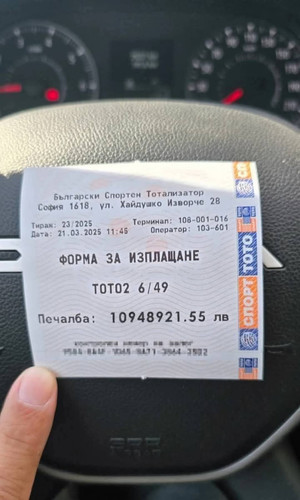 Български Спортен Тотализатор
София 1618, ул. Хайдушко Изворче 28
Тираж: 23/2025 Терминал: 108-001-016
Дата: 21.03.2025 11:45 Оператор: 103-601
ФОРМА ЗА ИЗПЛАЩАНЕ
ТОТО2 6/49
Печалба: 10948921.55 лв
СПОРТ ТОТО
СП